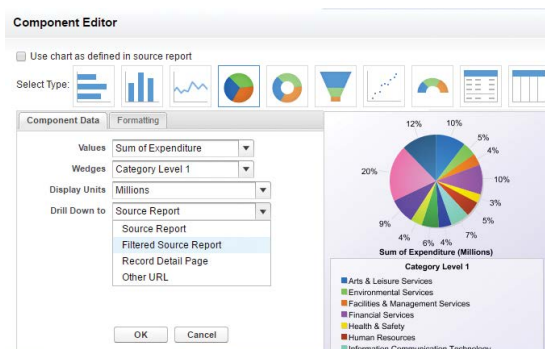 Component Editor
Use chart as defined in source report
Select Type:
Component Data Formatting
Values Sum of Expenditure
Wedges Category Level 1
Display Units Millions
Drill Down to Source Report
Source Report
Filtered Source Report
Record Detail Page
Other URL
OK Cancel
12% 10%
5%
4%
20% 10%
3%
5%
9% 7%
4% 6% 4%
Sum of Expenditure (Millions)
Category Level 1
Arts & Leisure Services
Environmental Services
Facilities & Management Services
Financial Services
Health & Safety
Human Resources
Information Communication Technology